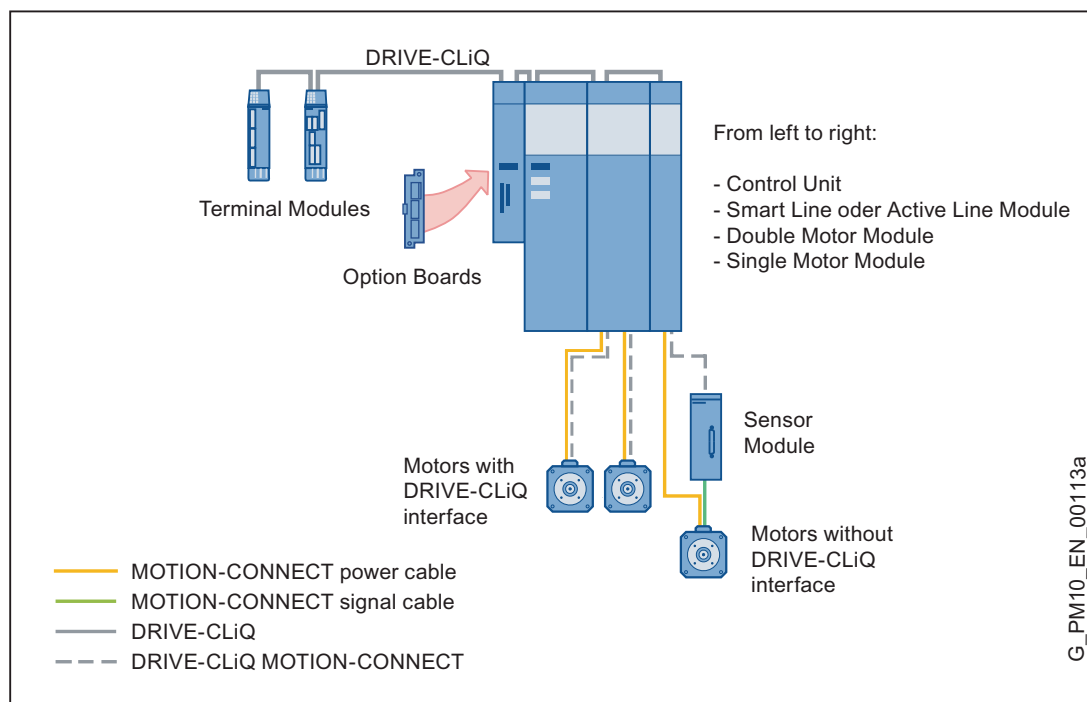 DRIVE-CLiQ
From left to right:
- Control Unit
- Smart Line oder Active Line Module
- Double Motor Module
- Single Motor Module
Terminal Modules
Option Boards
Sensor
Module
Motors with
DRIVE-CLiQ
interface
Motors without
DRIVE-CLiQ
interface
MOTION-CONNECT power cable
MOTION-CONNECT signal cable
DRIVE-CLiQ
DRIVE-CLiQ MOTION-CONNECT
G_PM10_EN_00113a